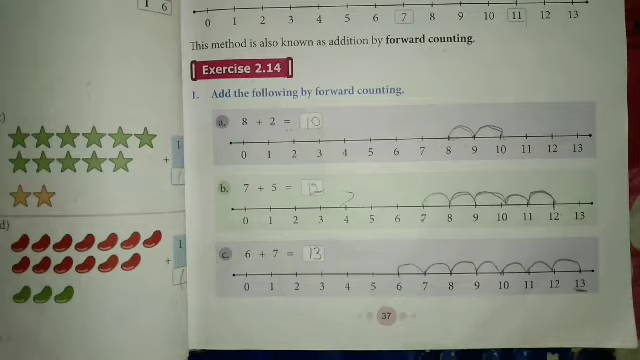 1
6
0 1 2 3 4 5 6 7 8 9 10 11 12 13
This method is also known as addition by forward counting.
Exercise 2.14
1. Add the following by forward counting.
a. 8 + 2 = 10
0 1 2 3 4 5 6 7 8 9 10 11 12 13
+ 1
b. 7 + 5 = 12
0 1 2 3 4 5 6 7 8 9 10 11 12 13
d)
+ 1
c. 6 + 7 = 13
0 1 2 3 4 5 6 7 8 9 10 11 12 13
37